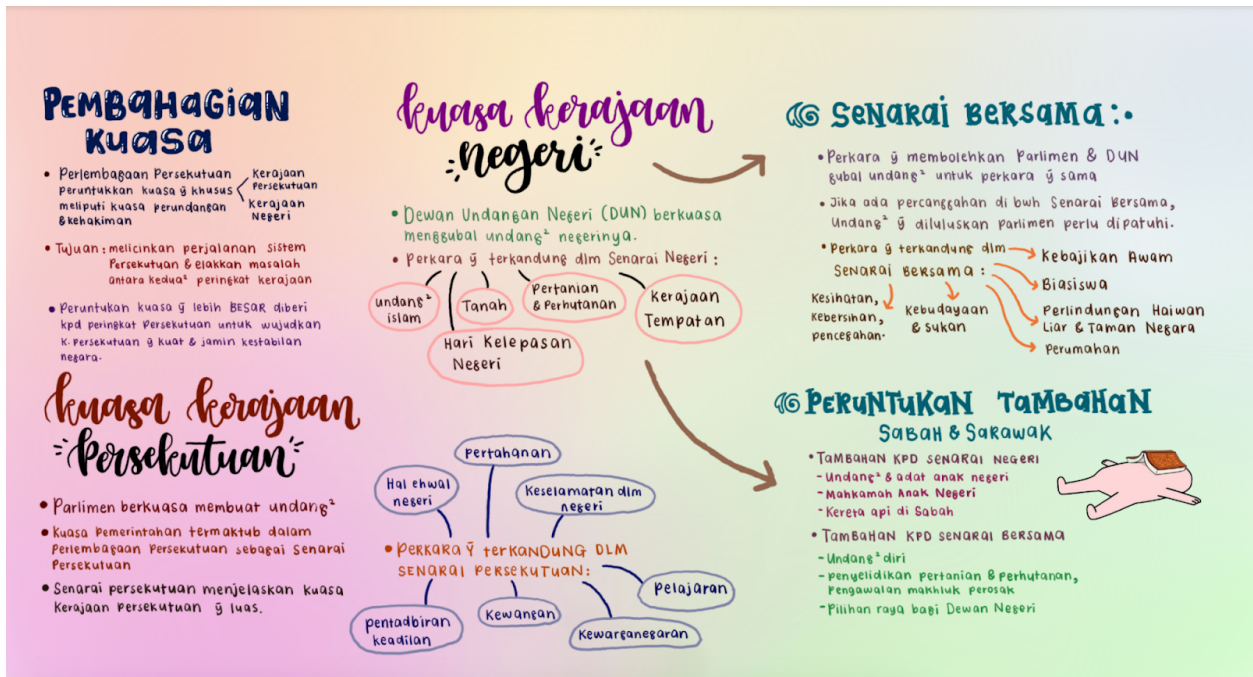 PEMBAHAGIAN
KUASA
• Perlembagaan Persekutuan
peruntukkan kuasa ȳ khusus
meliputi kuasa perundangan
& kehakiman
Kerajaan
Persekutuan
Kerajaan
Negeri
• Tujuan : melicinkan perjalanan sistem
Persekutuan & elakkan masalah
antara kedua² peringkat kerajaan
• Peruntukan kuasa ȳ lebih BESAR diberi
kpd peringkat Persekutuan untuk wujudkan
K. Persekutuan ȳ kuat & jamin kestabilan
negara.
kuasa kerajaan
Persekutuan
• Parlimen berkuasa membuat undang²
• Kuasa Pemerintahan termaktub dalam
Perlembagaan Persekutuan sebagai Senarai
Persekutuan
• Senarai persekutuan menjelaskan kuasa
Kerajaan Persekutuan ȳ luas.
kuasa kerajaan
negeri
• Dewan Undangan Negeri (DUN) berkuasa
menggubal undang² negerinya.
• Perkara ȳ terkandung dlm Senarai Negeri :
undang²
islam
Hari Kelepasan
Negeri
Tanah
Pertanian
& Perhutanan
Kerajaan
Tempatan
Hal ehwal
negeri
pertahanan
Keselamatan dlm
negeri
• PERKARA Ȳ TERKANDUNG DLM
SENARAI PERSEKUTUAN:
pentadbiran
keadilan
Kewangan
Kewarganegaran
pelajaran
SENARAI BERSAMA :•
• Perkara ȳ membolehkan Parlimen & DUN
gubal undang² untuk perkara ȳ sama
• Jika ada percanggahan di bwh Senarai Bersama,
Undang² ȳ diluluskan parlimen perlu dipatuhi.
• Perkara ȳ terkandung dlm
SENARAI BERSAMA :
Kebajikan Awam
Biasiswa
Perlindungan Haiwan
Liar & Taman Negara
Perumahan
Kebudayaan
& sukan
Kesihatan,
Kebersihan,
pencegahan.
PERUNTUKAN TAMBAHAN
SABAH & SARAWAK
• TAMBAHAN KPD SENARAI NEGERI
- Undang² & adat anak negeri
- Mahkamah Anak Negeri
- Kereta api di Sabah
• TAMBAHAN KPD SENARAI BERSAMA
- Undang² diri
- penyelidikan pertanian & Perhutanan,
pengawalan makhluk perosak
- Pilihan raya bagi Dewan Negeri